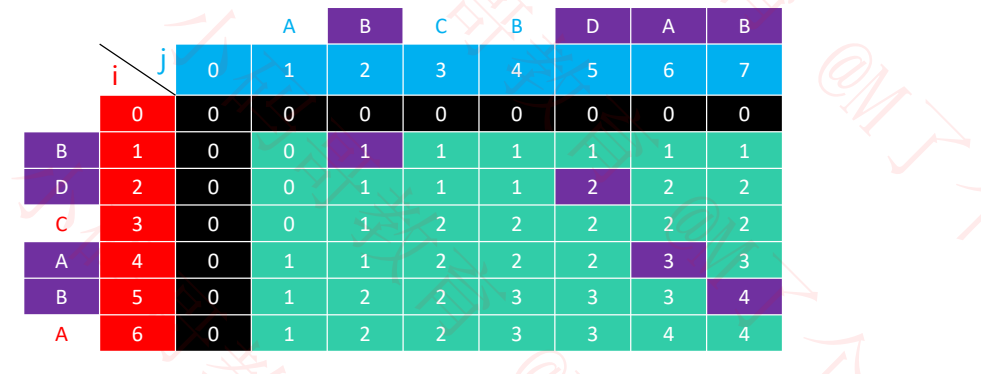 A B C B D A B
i j 0 1 2 3 4 5 6 7
0 0 0 0 0 0 0 0 0
B 1 0 0 1 1 1 1 1 1
D 2 0 0 1 1 1 2 2 2
C 3 0 0 1 2 2 2 2 2
A 4 0 1 1 2 2 2 3 3
B 5 0 1 2 2 3 3 3 4
A 6 0 1 2 2 3 3 4 4